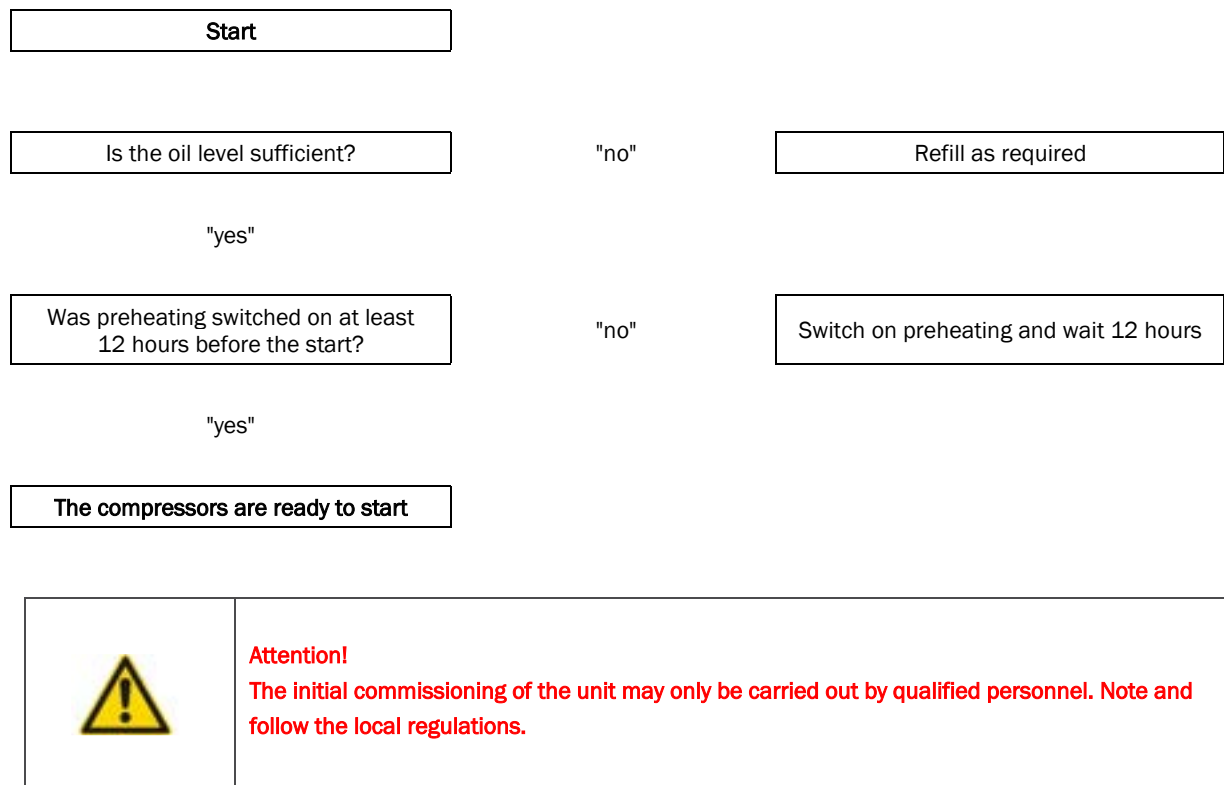 Start
Is the oil level sufficient?
"no"
Refill as required
"yes"
Was preheating switched on at least
12 hours before the start?
"no"
Switch on preheating and wait 12 hours
"yes"
The compressors are ready to start
Attention!
The initial commissioning of the unit may only be carried out by qualified personnel. Note and
follow the local regulations.